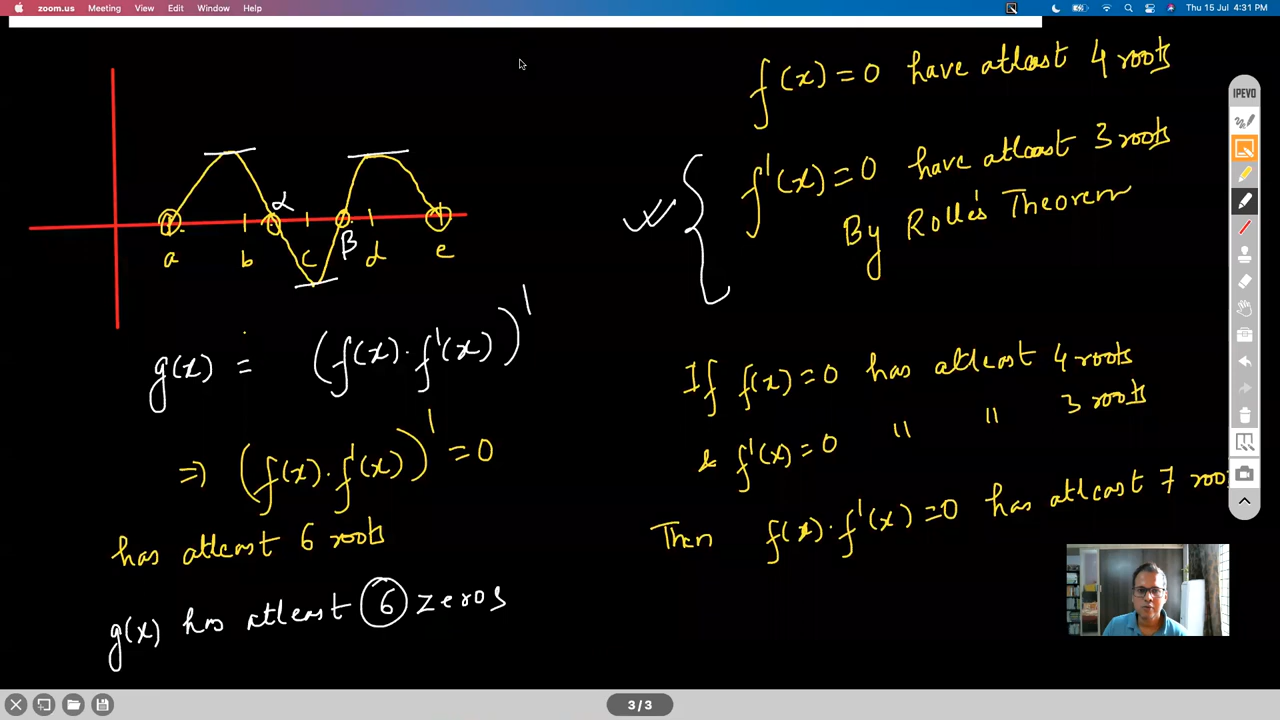 zoom.us Meeting View Edit Window Help Thu 15 Jul 4:31 PM
IPEVO
f(x)=0 have atleast 4 roots
f'(x)=0 have atleast 3 roots
By Rolle's Theorem
α
β
a b c d e
g(x) = (f(x)·f'(x))'
⇒ (f(x)·f'(x))' = 0
has atleast 6 roots
g(x) has atleast 6 zeros
If f(x)=0 has atleast 4 roots
& f'(x)=0 " " 3 roots
Then f(x)·f'(x)=0 has atleast 7 roo
3/3